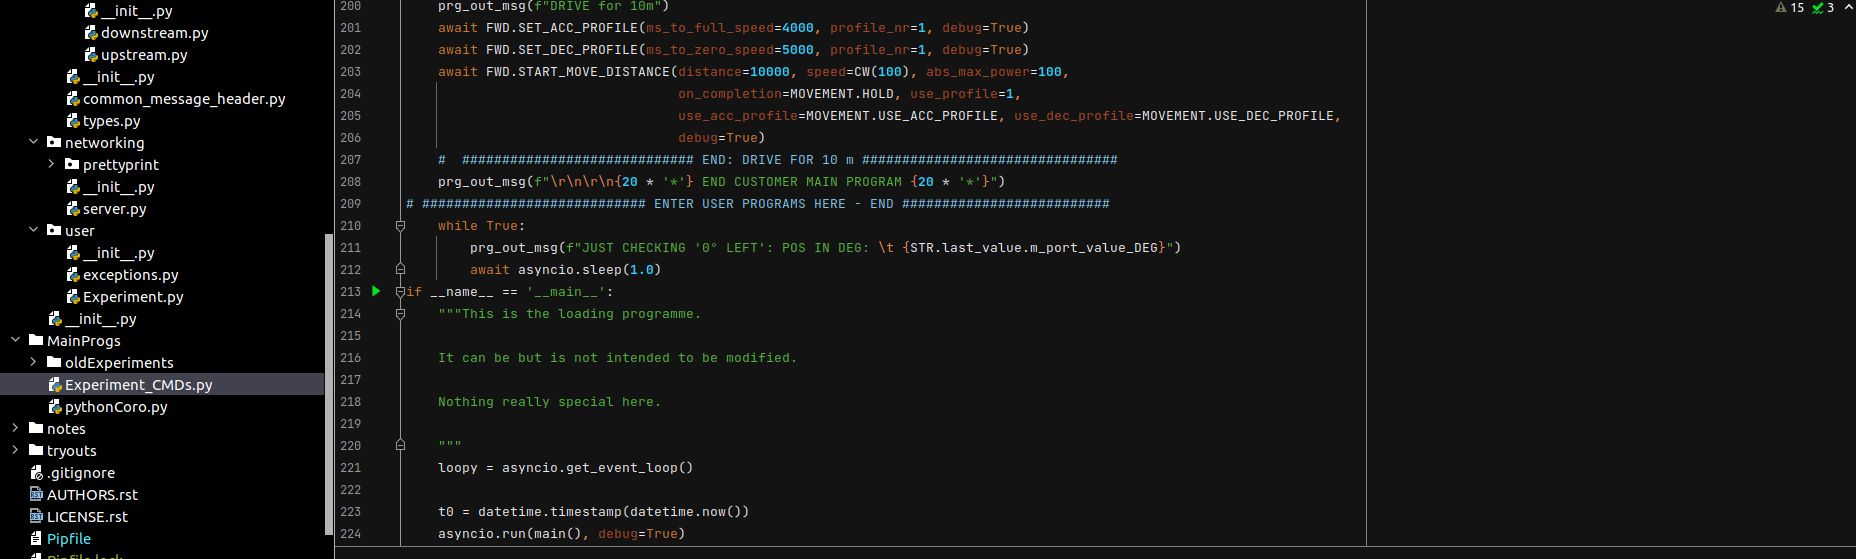 __init__.py
downstream.py
upstream.py
__init__.py
common_message_header.py
types.py
networking
prettyprint
__init__.py
server.py
user
__init__.py
exceptions.py
Experiment.py
__init__.py
MainProgs
oldExperiments
Experiment_CMDs.py
pythonCoro.py
notes
tryouts
.gitignore
AUTHORS.rst
LICENSE.rst
Pipfile
Pipfile.lock
15 3
200 prg_out_msg(f"DRIVE for 10m")
201 await FWD.SET_ACC_PROFILE(ms_to_full_speed=4000, profile_nr=1, debug=True)
202 await FWD.SET_DEC_PROFILE(ms_to_zero_speed=5000, profile_nr=1, debug=True)
203 await FWD.START_MOVE_DISTANCE(distance=10000, speed=CW(100), abs_max_power=100,
204 on_completion=MOVEMENT.HOLD, use_profile=1,
205 use_acc_profile=MOVEMENT.USE_ACC_PROFILE, use_dec_profile=MOVEMENT.USE_DEC_PROFILE,
206 debug=True)
207 #  ############################# END: DRIVE FOR 10 m ################################
208 prg_out_msg(f"\r\n\r\n{20 * '*'} END CUSTOMER MAIN PROGRAM {20 * '*'}")
209 # ############################ ENTER USER PROGRAMS HERE - END ##########################
210 while True:
211 prg_out_msg(f"JUST CHECKING '0° LEFT': POS IN DEG: \t {STR.last_value.m_port_value_DEG}")
212 await asyncio.sleep(1.0)
213 if __name__ == '__main__':
214 """This is the loading programme.
215
216 It can be but is not intended to be modified.
217
218 Nothing really special here.
219
220 """
221 loopy = asyncio.get_event_loop()
222
223 t0 = datetime.timestamp(datetime.now())
224 asyncio.run(main(), debug=True)